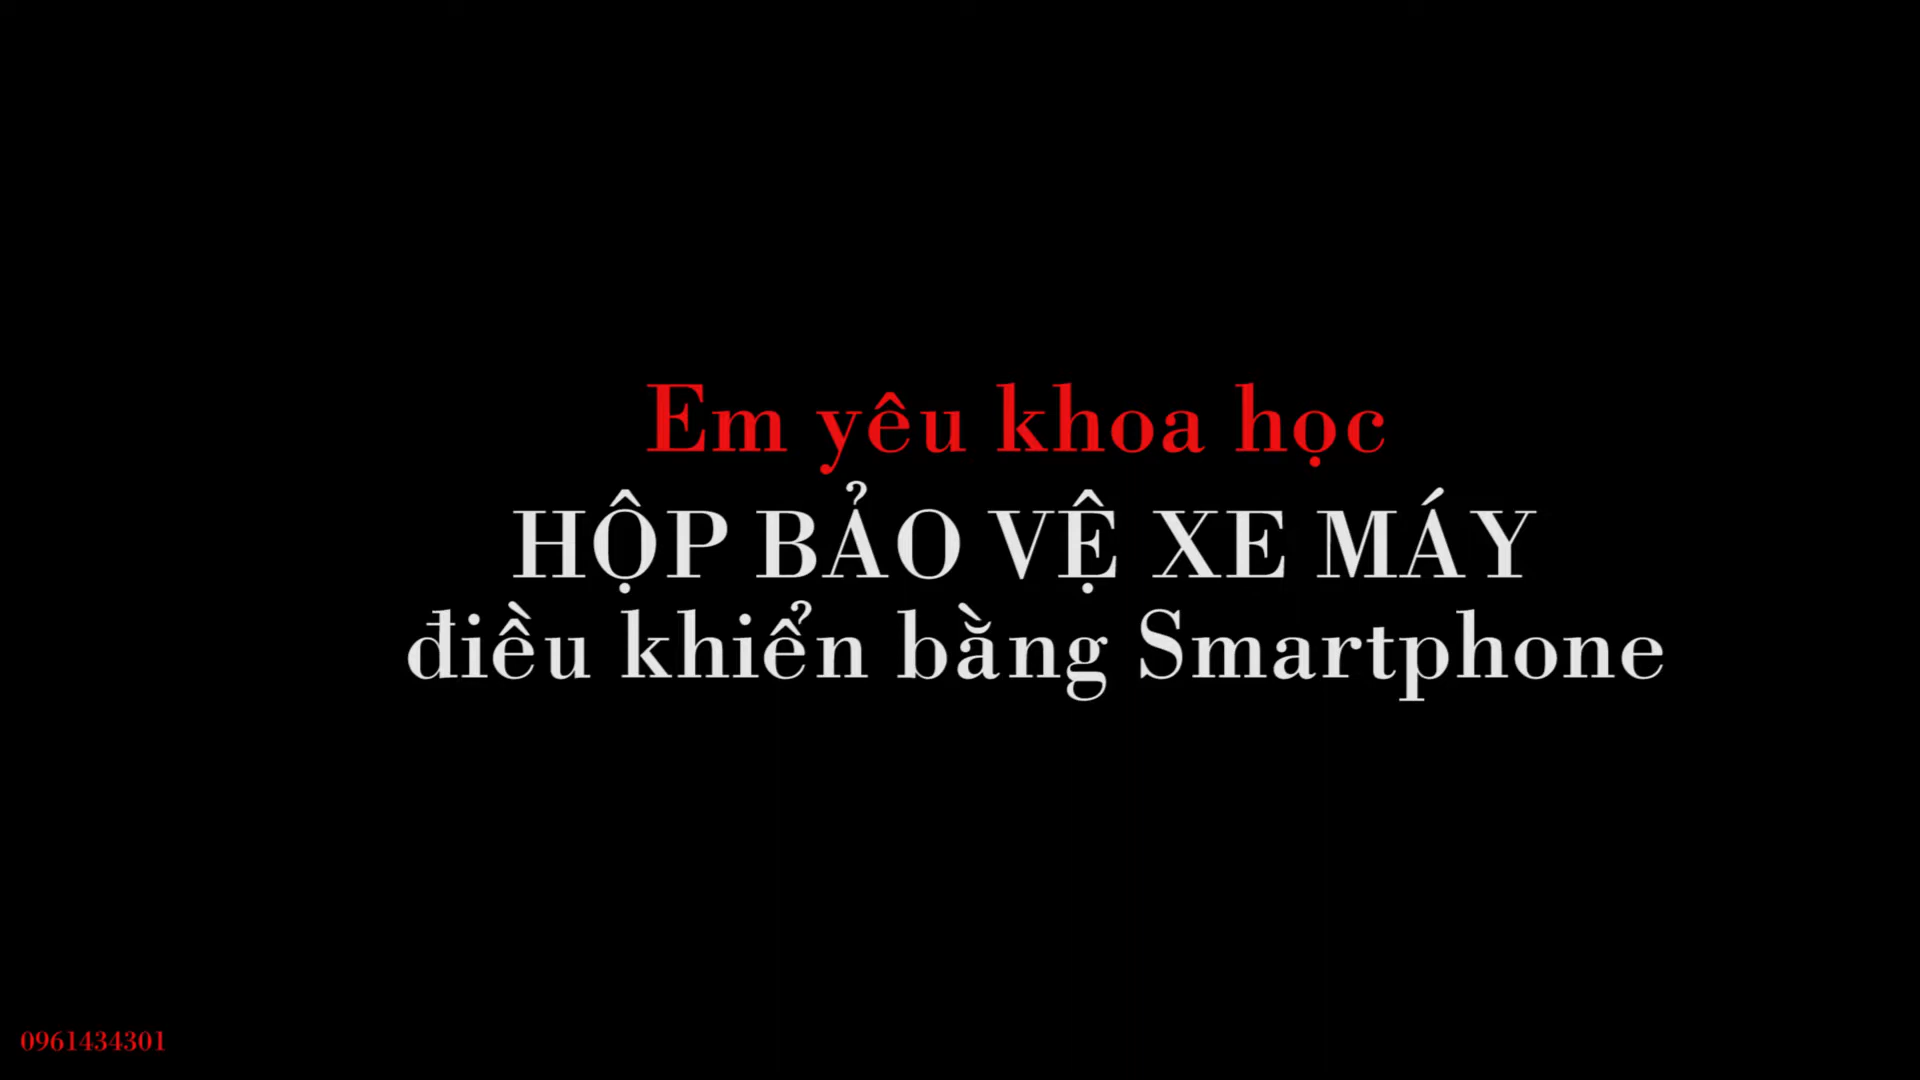 Em yêu khoa học
HỘP BẢO VỆ XE MÁY
điều khiển bằng Smartphone
0961434301